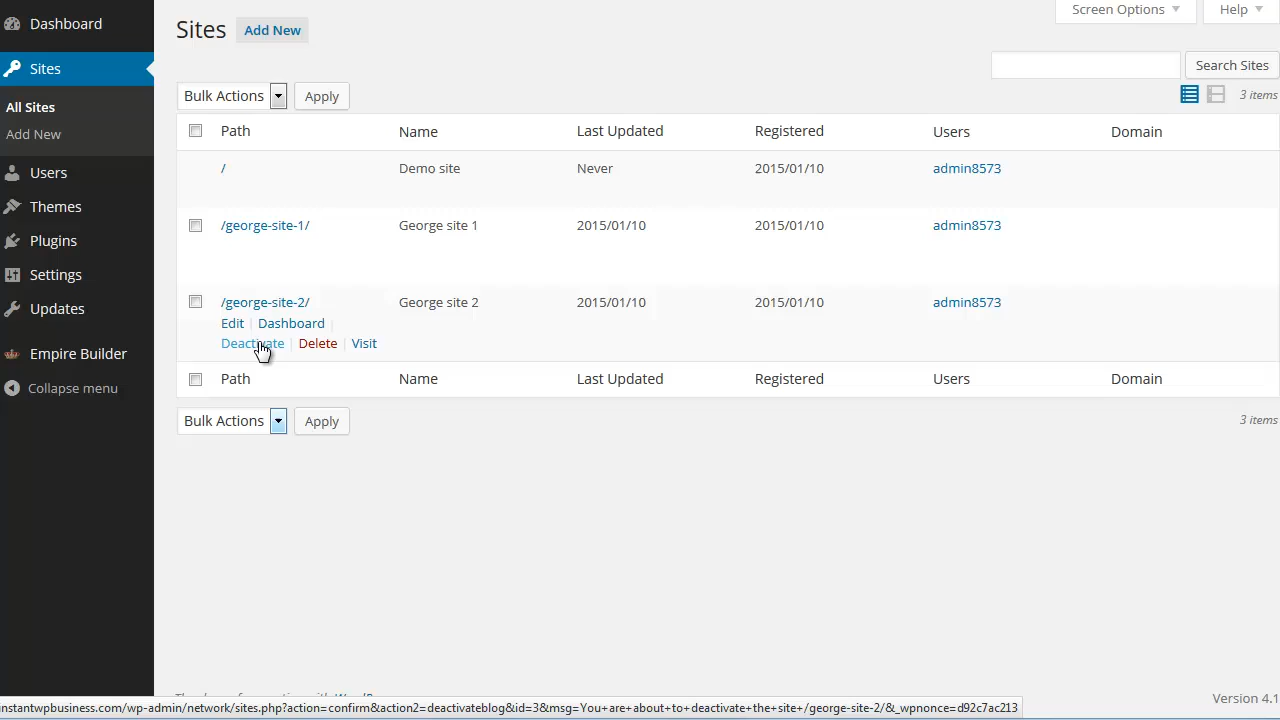 Dashboard
Sites
All Sites
Add New
Users
Themes
Plugins
Settings
Updates
Empire Builder
Collapse menu
Screen Options
Help
Sites Add New
Search Sites
Bulk Actions Apply
3 items
Path Name Last Updated Registered Users Domain
/ Demo site Never 2015/01/10 admin8573
/george-site-1/ George site 1 2015/01/10 2015/01/10 admin8573
/george-site-2/ George site 2 2015/01/10 2015/01/10 admin8573
Edit | Dashboard |
Deactivate | Delete | Visit
Path Name Last Updated Registered Users Domain
Bulk Actions Apply
3 items
Version 4.1
instantwpbusiness.com/wp-admin/network/sites.php?action=confirm&action2=deactivateblog&id=3&msg=You+are+about+to+deactivate+the+site+/george-site-2/&_wpnonce=d92c7ac213